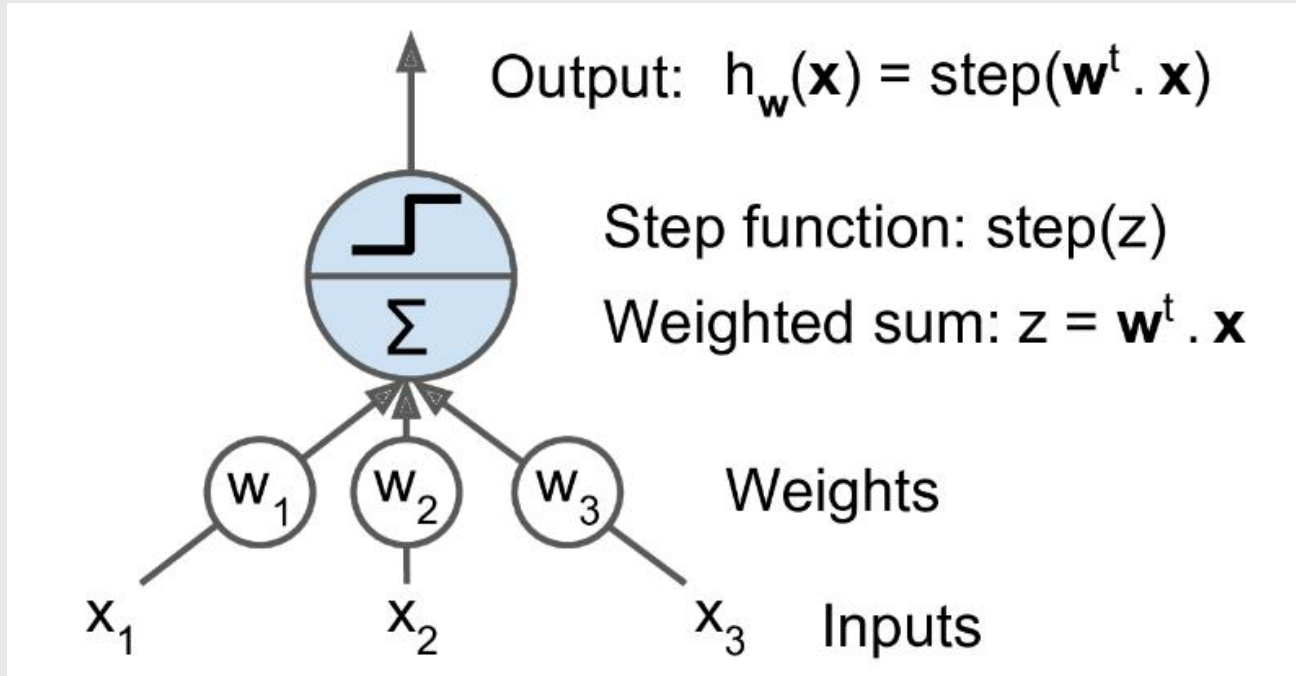 Output: h_w(x) = step(w^t . x)
Step function: step(z)
Σ
Weighted sum: z = w^t . x
w_1 w_2 w_3 Weights
x_1 x_2 x_3 Inputs